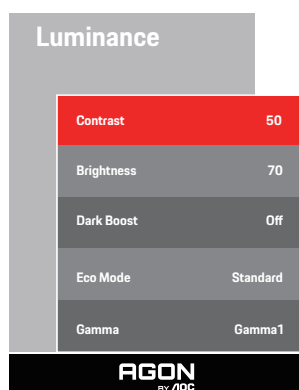 Luminance
Contrast 50
Brightness 70
Dark Boost Off
Eco Mode Standard
Gamma Gamma1
AGON
BY AOC